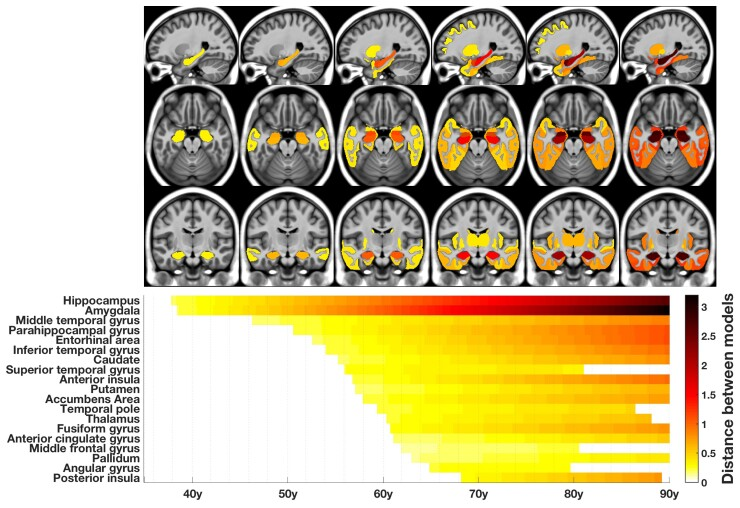 Hippocampus
Amygdala
Middle temporal gyrus
Parahippocampal gyrus
Entorhinal area
Inferior temporal gyrus
Caudate
Superior temporal gyrus
Anterior insula
Putamen
Accumbens Area
Temporal pole
Thalamus
Fusiform gyrus
Anterior cingulate gyrus
Middle frontal gyrus
Pallidum
Angular gyrus
Posterior insula
40y 50y 60y 70y 80y 90y
3
2.5
2
1.5
1
0.5
0
Distance between models